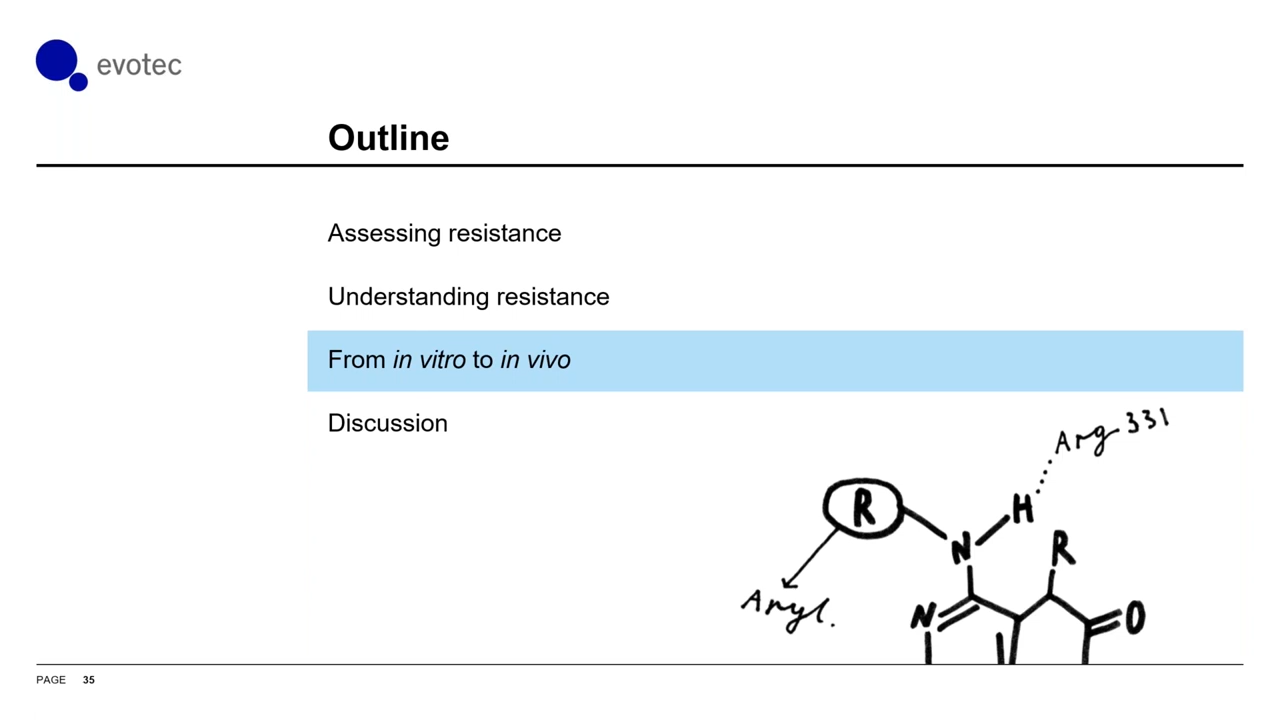 evotec
Outline
Assessing resistance
Understanding resistance
From in vitro to in vivo
Discussion
Arg 331
R
H
N
R
Aryl.
N
O
PAGE 35